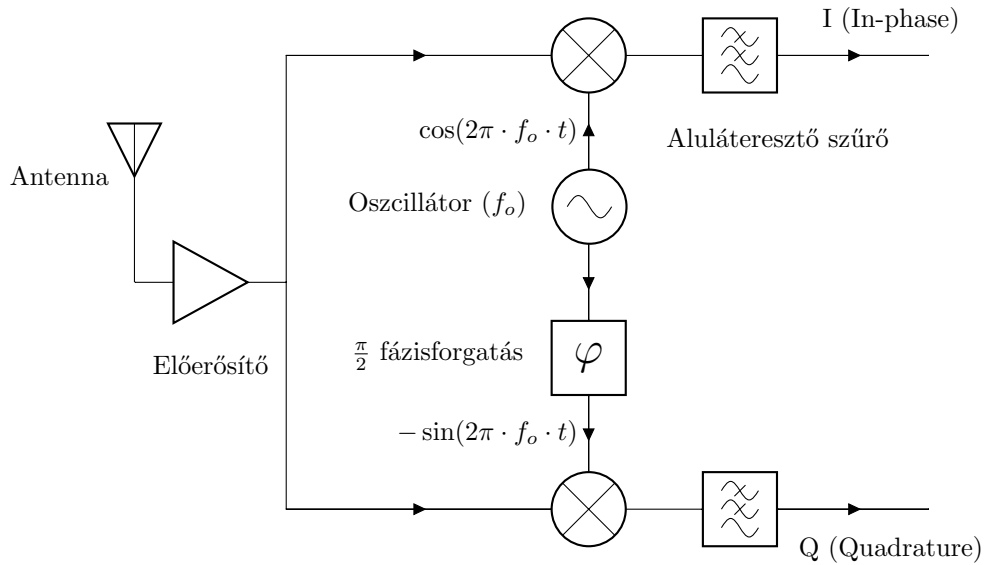 I (In-phase)
cos(2π · f_o · t)
Aluláteresztő szűrő
Antenna
Oszcillátor (f_o)
Előerősítő
π/2 fázisforgatás
φ
− sin(2π · f_o · t)
Q (Quadrature)